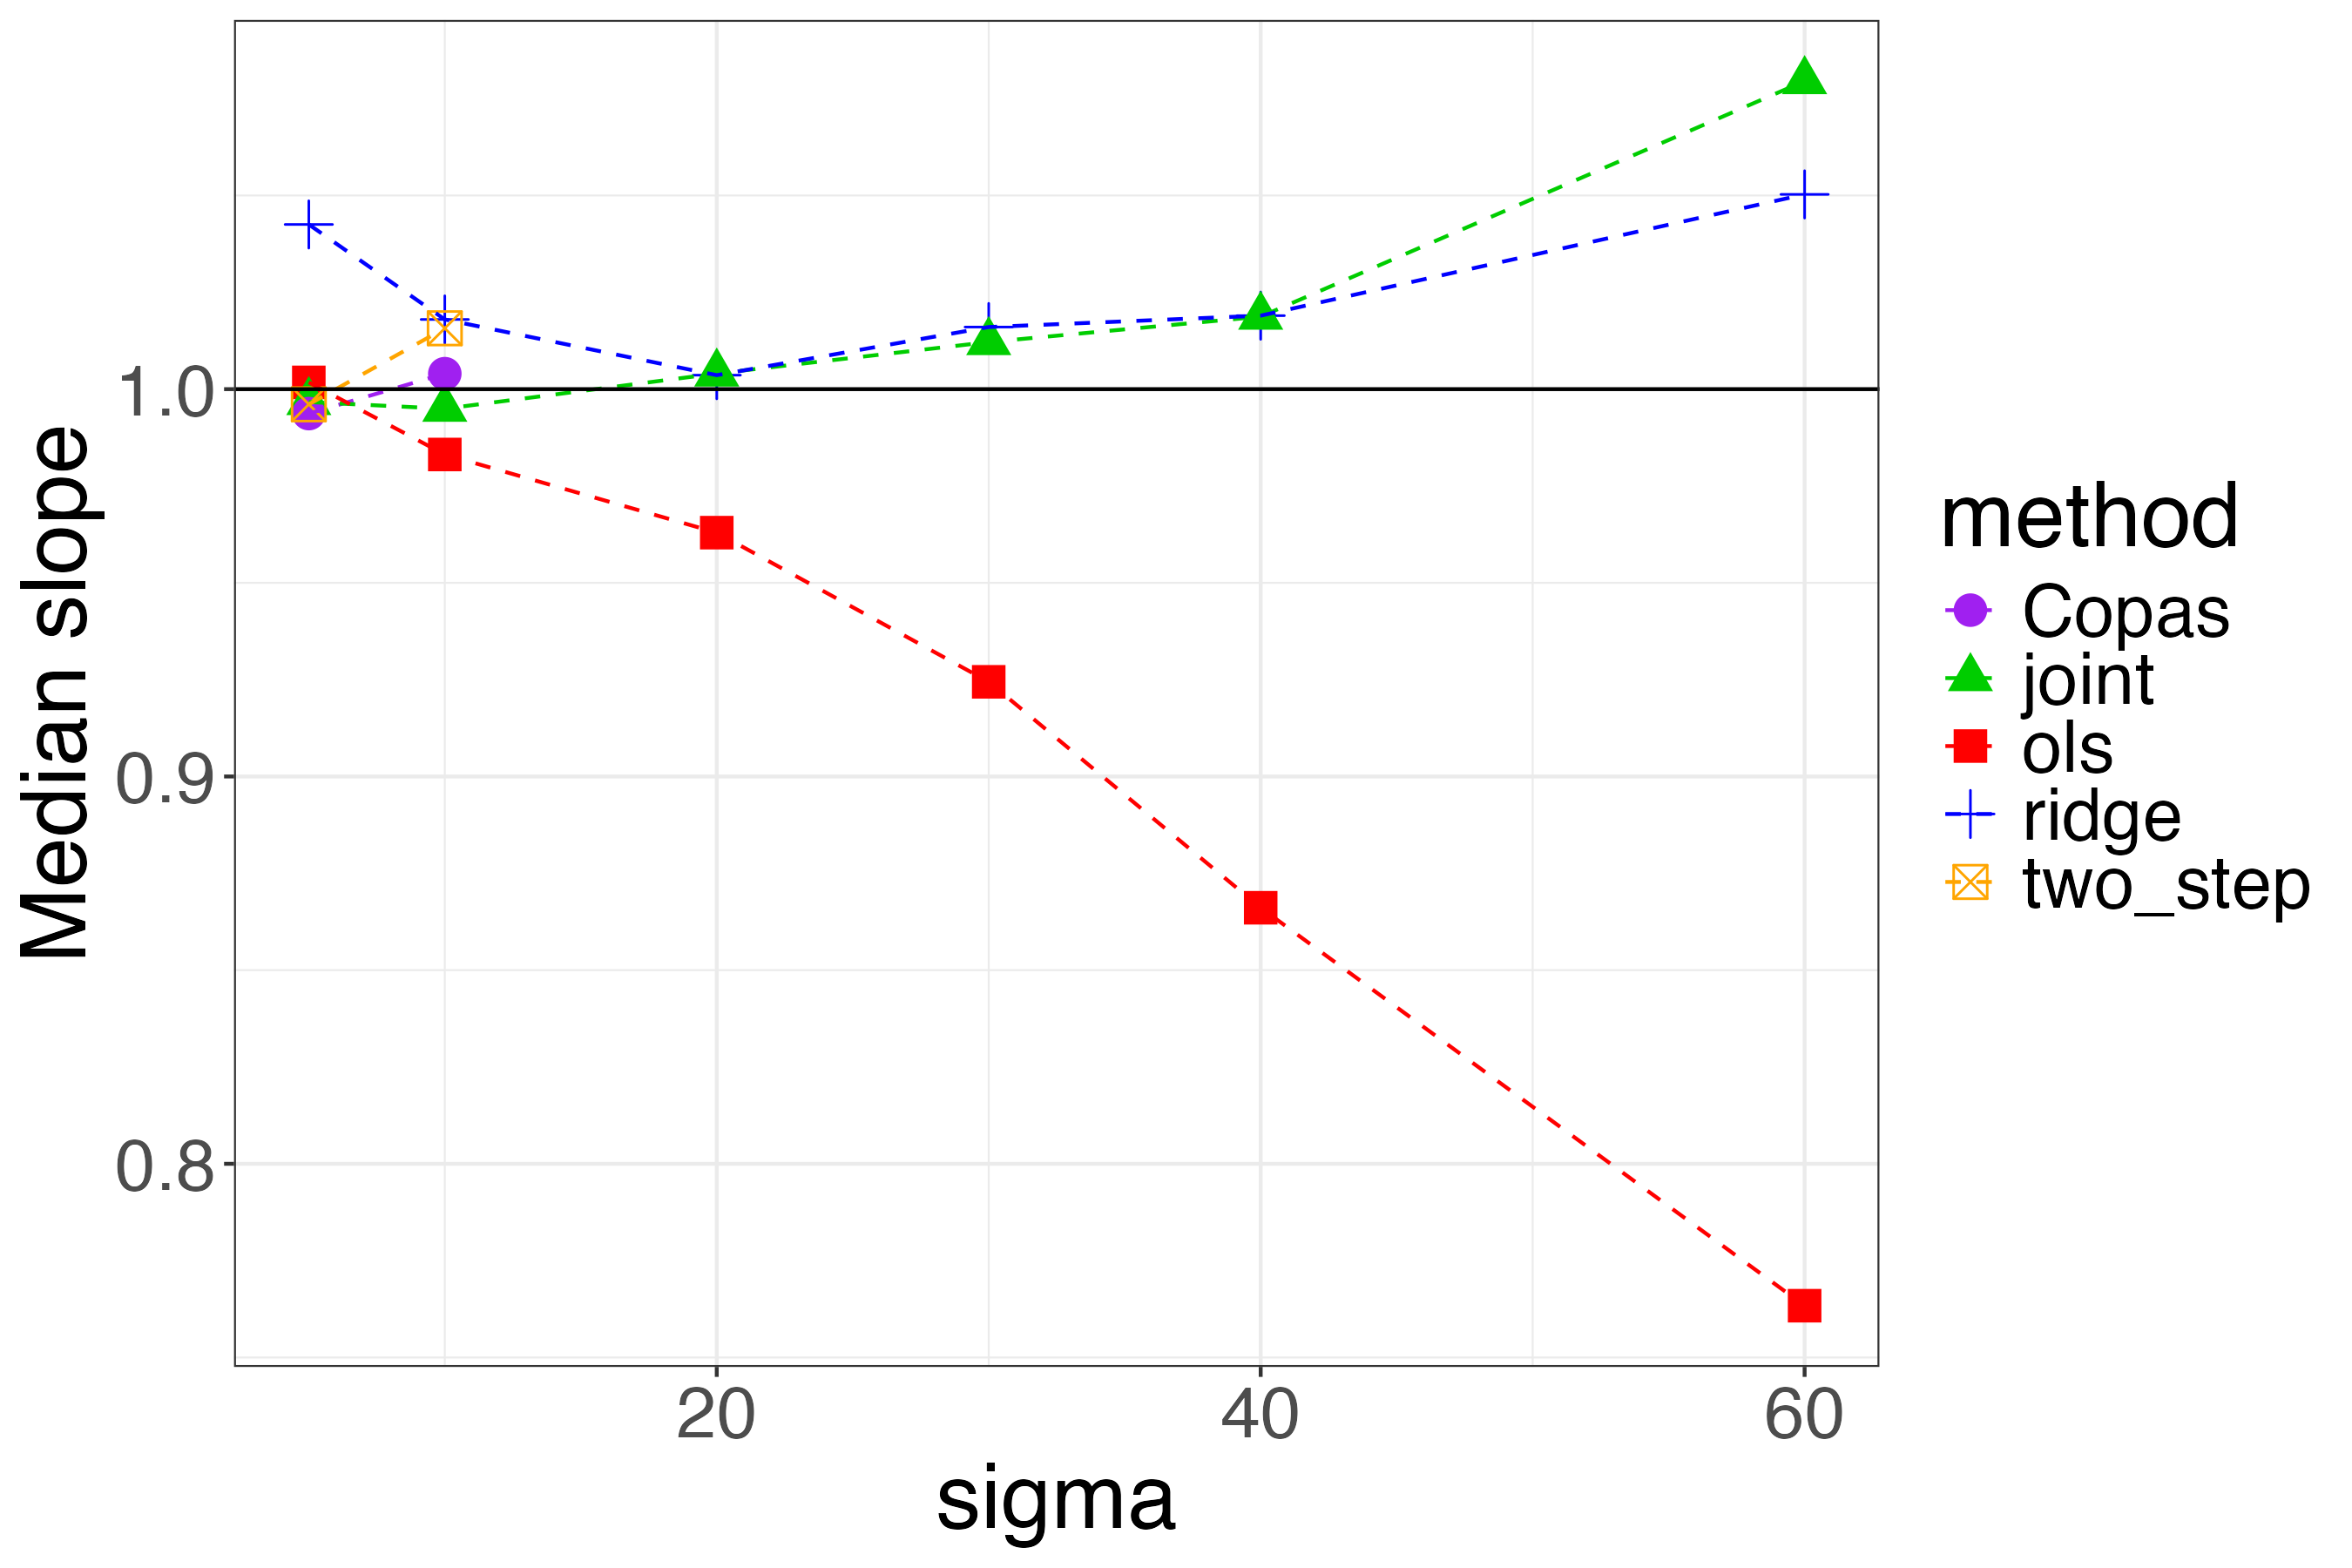 Median slope
1.0
0.9
0.8
20
40
60
sigma
method
Copas
joint
ols
ridge
two_step